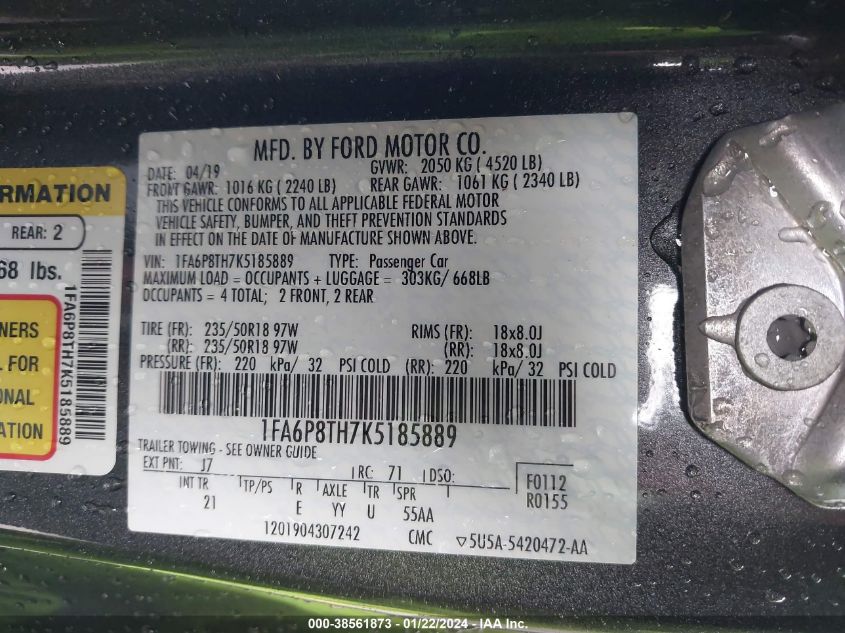 MFD. BY FORD MOTOR CO.
DATE: 04/19 GVWR: 2050 KG ( 4520 LB)
FRONT GAWR: 1016 KG ( 2240 LB) REAR GAWR: 1061 KG ( 2340 LB)
THIS VEHICLE CONFORMS TO ALL APPLICABLE FEDERAL MOTOR
VEHICLE SAFETY, BUMPER, AND THEFT PREVENTION STANDARDS
IN EFFECT ON THE DATE OF MANUFACTURE SHOWN ABOVE.
VIN: 1FA6P8TH7K5185889 TYPE: Passenger Car
MAXIMUM LOAD = OCCUPANTS + LUGGAGE = 303KG/ 668LB
OCCUPANTS = 4 TOTAL; 2 FRONT, 2 REAR
TIRE (FR): 235/50R18 97W RIMS (FR): 18x8.0J
(RR): 235/50R18 97W (RR): 18x8.0J
PRESSURE (FR): 220 kPa/ 32 PSI COLD (RR): 220 kPa/ 32 PSI COLD
1FA6P8TH7K5185889
TRAILER TOWING - SEE OWNER GUIDE
EXT PNT: J7 RC: 71 DSO: F0112
INT TR TP/PS R AXLE TR SPR R0155
21 E YY U 55AA
1201904307242 CMC ▽5U5A-5420472-AA
RMATION
REAR: 2
68 lbs.
NERS
L FOR
ONAL
ATION
1FA6P8TH7K5185889
000-38561873 - 01/22/2024 - IAA Inc.